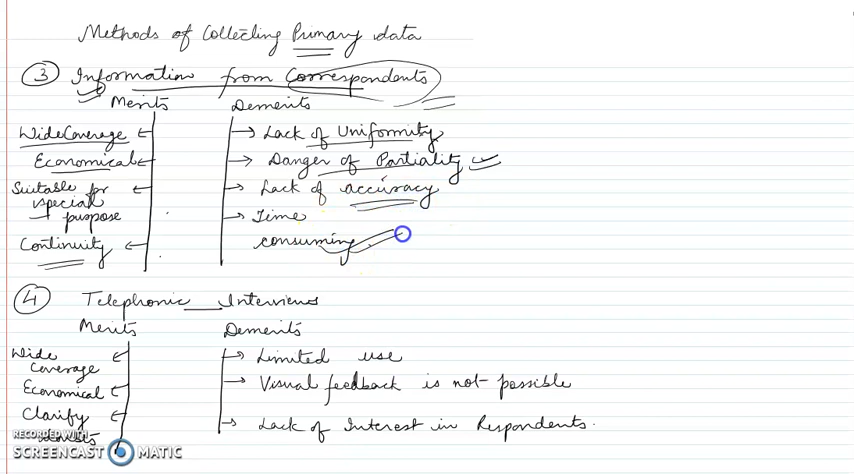 Methods of Collecting Primary data
③ Information from Correspondents
Merits Demerits
Wide Coverage → Lack of Uniformity
Economical → Danger of Partiality
Suitable for → Lack of accuracy
special
→ purpose → Time
Continuity consuming
④ Telephonic Interviews
Merits Demerits
Wide → Limited use
Coverage
Economical → Visual feedback is not possible
Clarify → Lack of Interest in Respondents.
RECORDED WITH
SCREENCAST MATIC